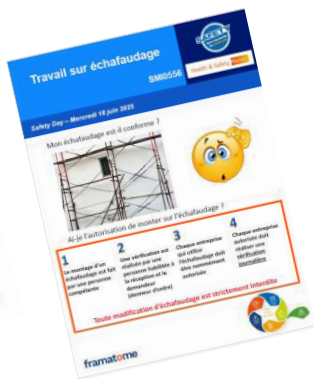 Travail sur échafaudage
SAFETY
SMI0556
Health & Safety
Safety Day – Mercredi 18 juin 2025
Mon échafaudage est-il conforme ?
Ai-je l'autorisation de monter sur l'échafaudage ?
1
Le montage d'un
échafaudage est fait
par une personne
compétente
2
Une vérification est
réalisée par une
personne habilitée à
la réception et le
demandeur
(donneur d'ordre)
3
Chaque entreprise
qui utilise
l'échafaudage doit
être nommément
autorisée
4
Chaque entreprise
autorisée doit
réaliser une
vérification
journalière
Toute modification d'échafaudage est strictement interdite
framatome